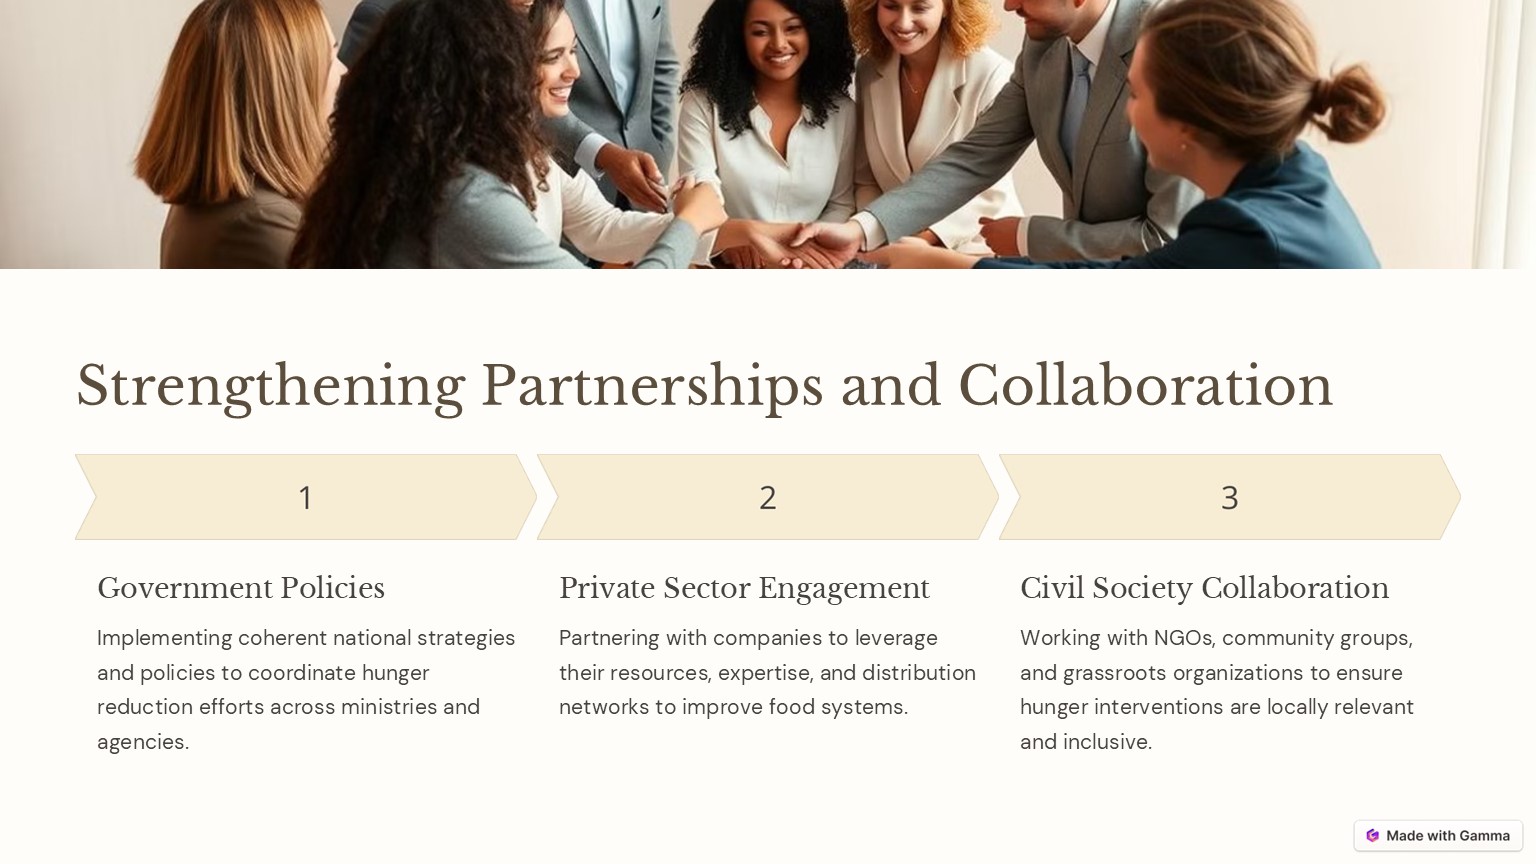 Strengthening Partnerships and Collaboration
1
2
3
Government Policies
Implementing coherent national strategies
and policies to coordinate hunger
reduction efforts across ministries and
agencies.
Private Sector Engagement
Partnering with companies to leverage
their resources, expertise, and distribution
networks to improve food systems.
Civil Society Collaboration
Working with NGOs, community groups,
and grassroots organizations to ensure
hunger interventions are locally relevant
and inclusive.
Made with Gamma